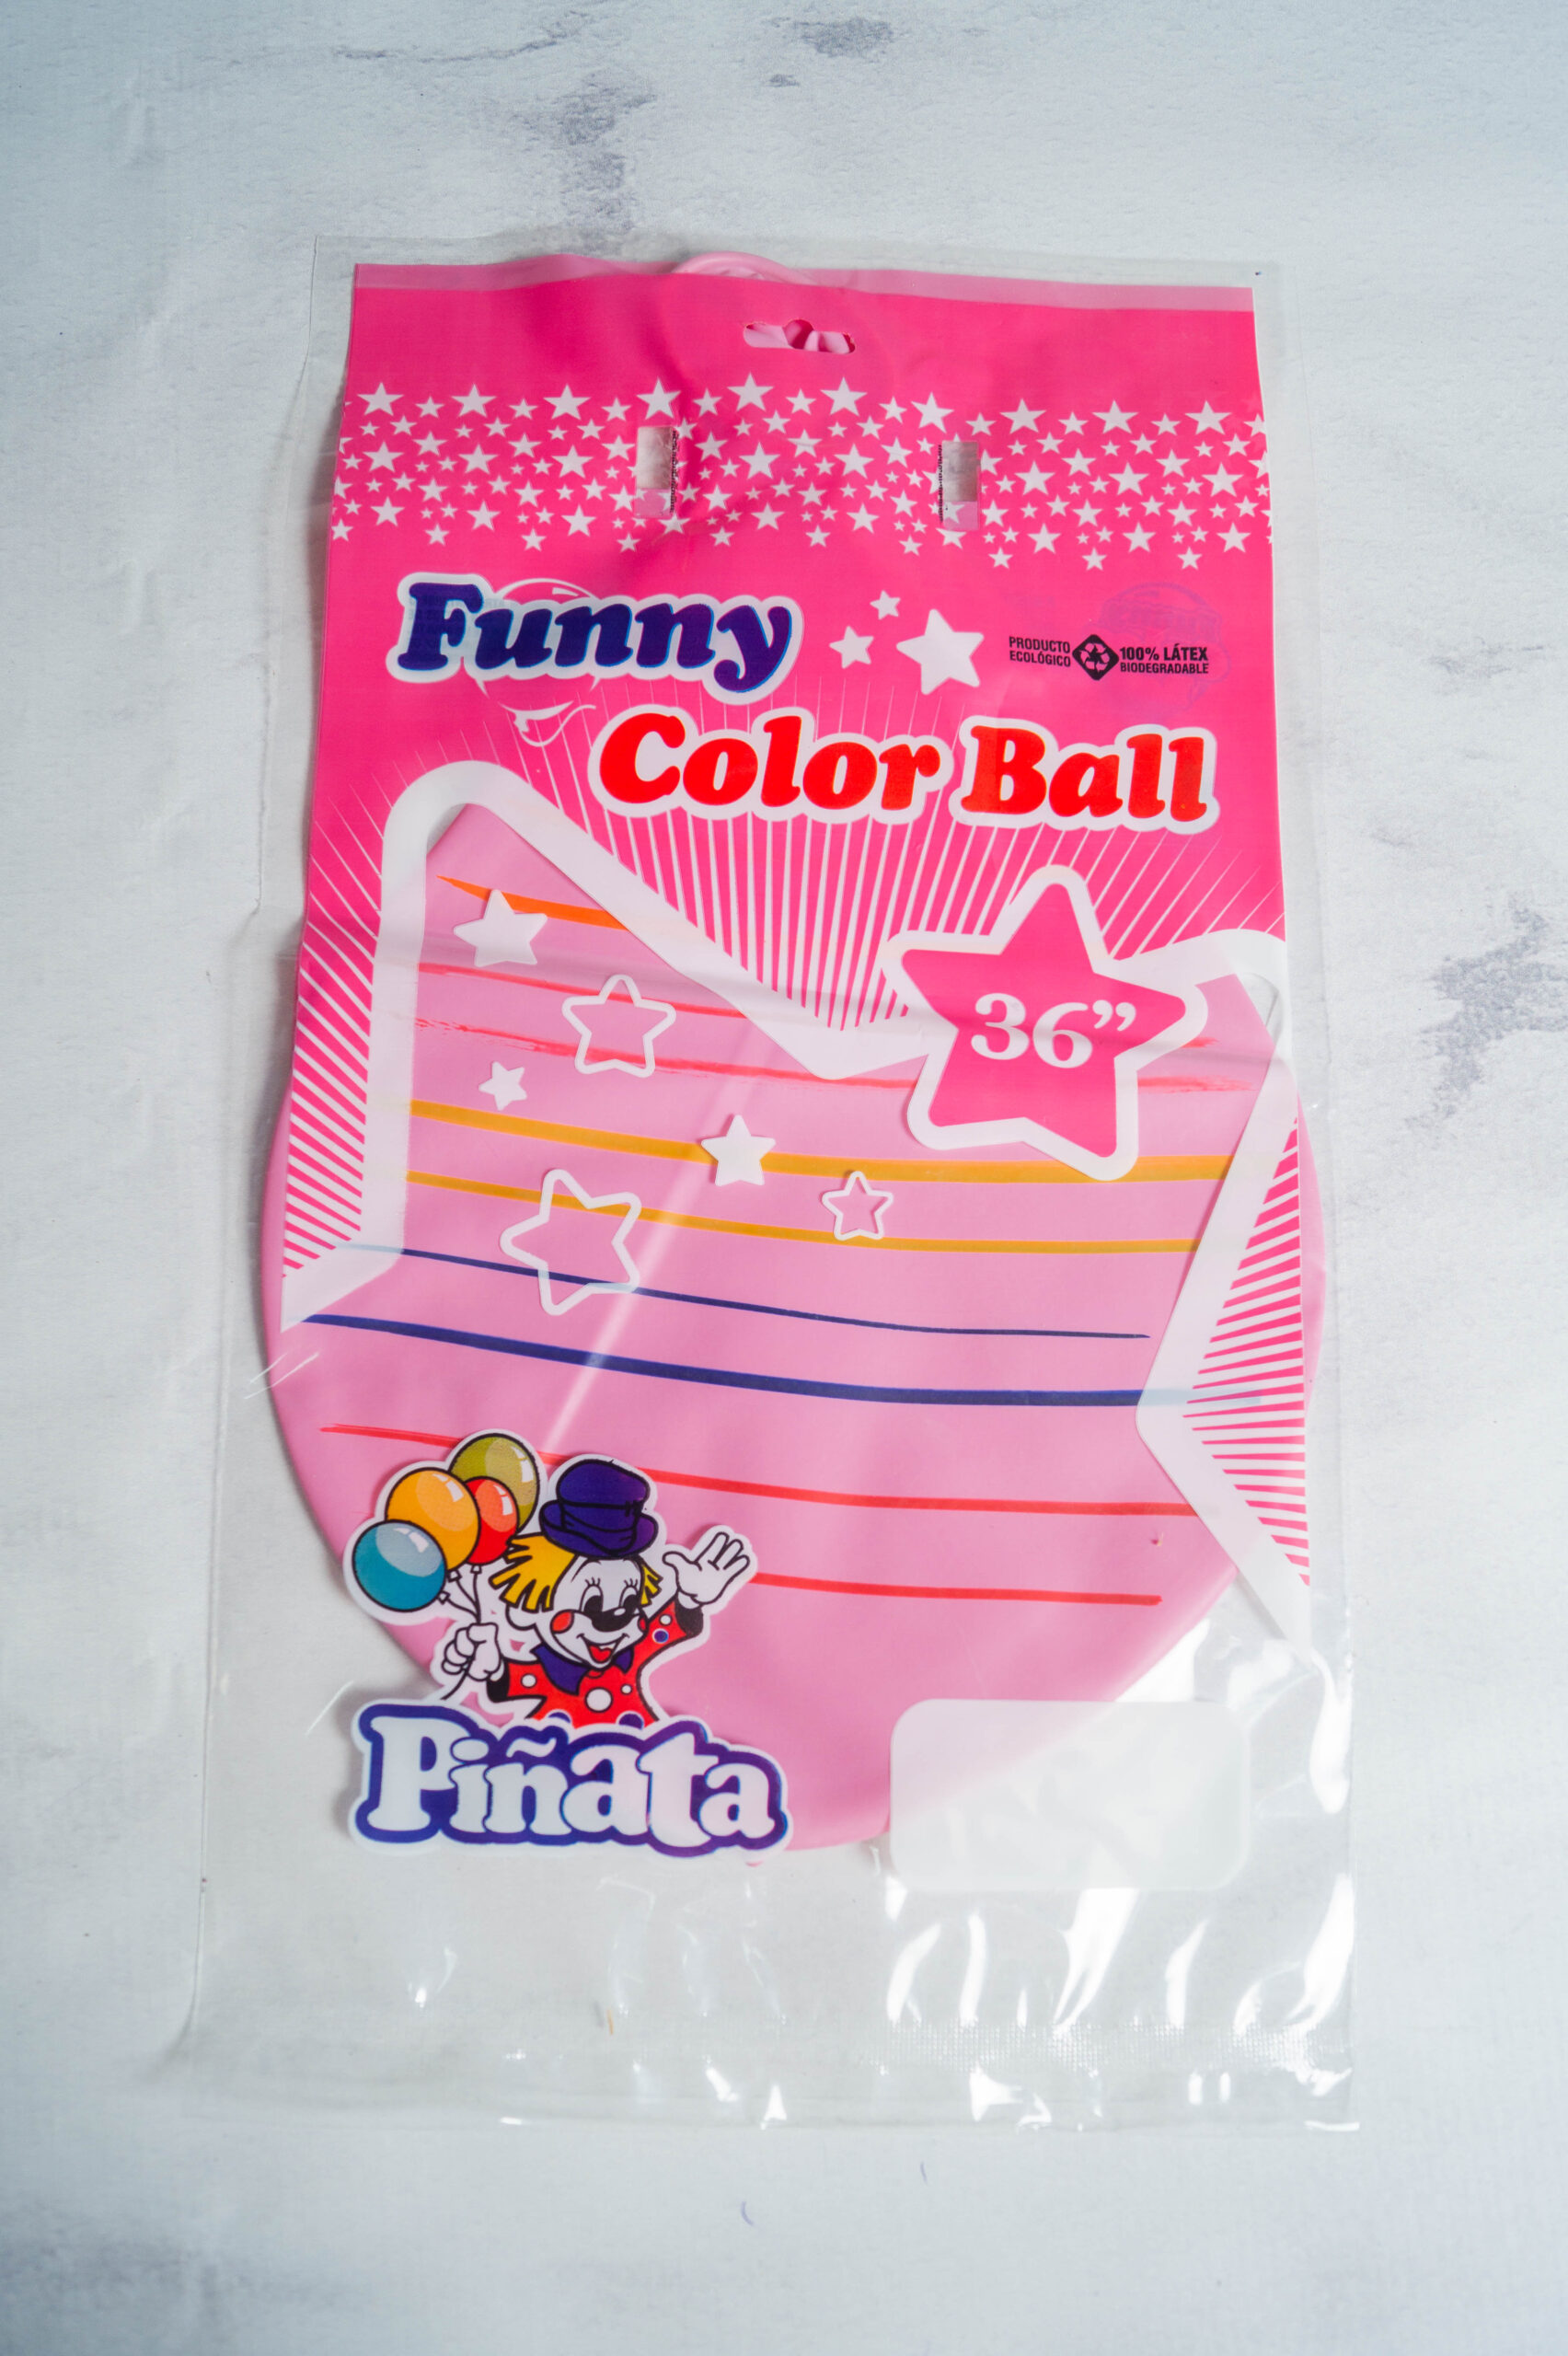 Funny
PRODUCTO
ECOLÓGICO
100% LÁTEX
BIODEGRADABLE
Color Ball
36”
Piñata